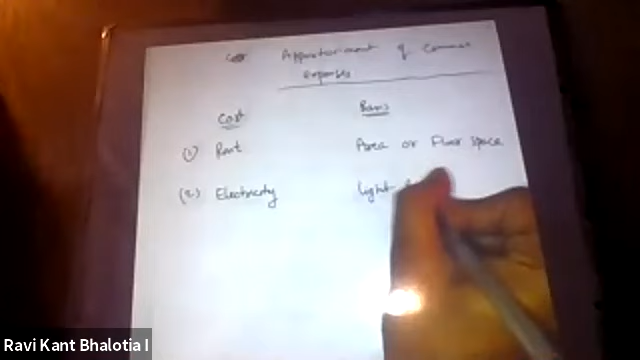 Apportionment of Common
expenses
Cost Basis
(1) Rent Area or Floor Space
(2) Electricity light
Ravi Kant Bhalotia I